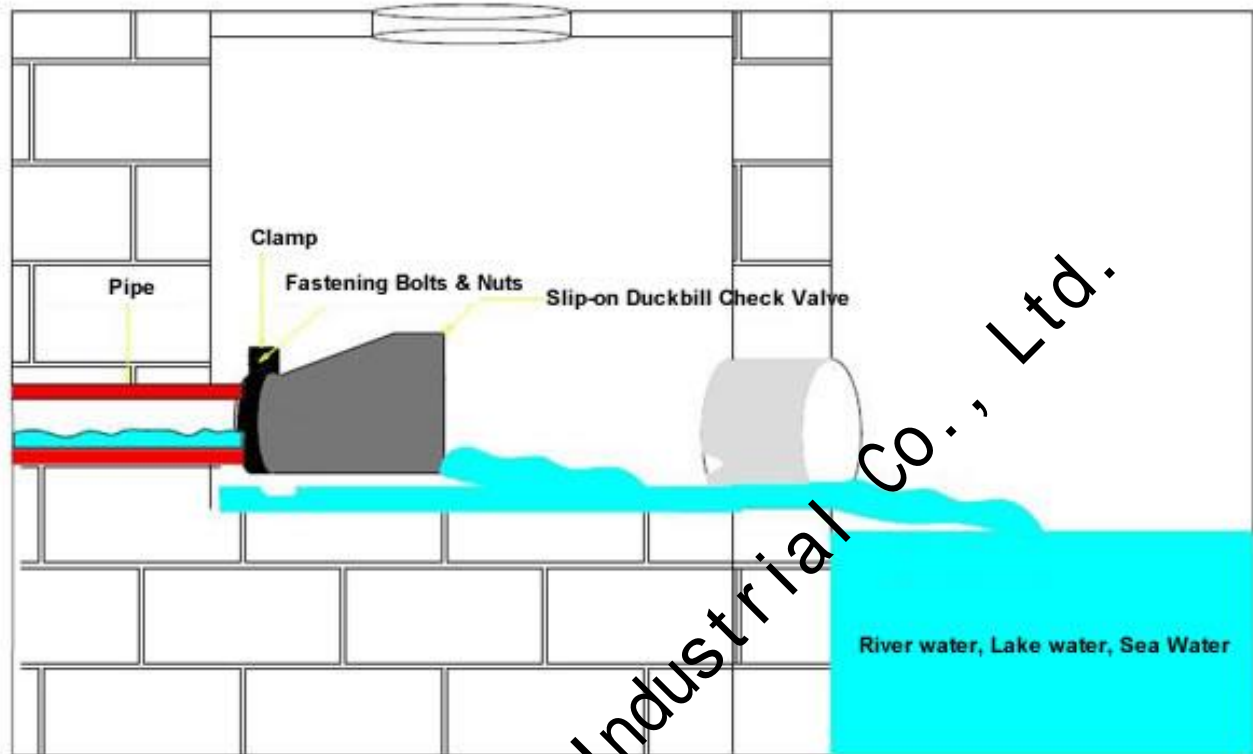 Clamp
Fastening Bolts & Nuts
Pipe
Slip-on Duckbill Check Valve
River water, Lake water, Sea Water
Industrial Co., Ltd.